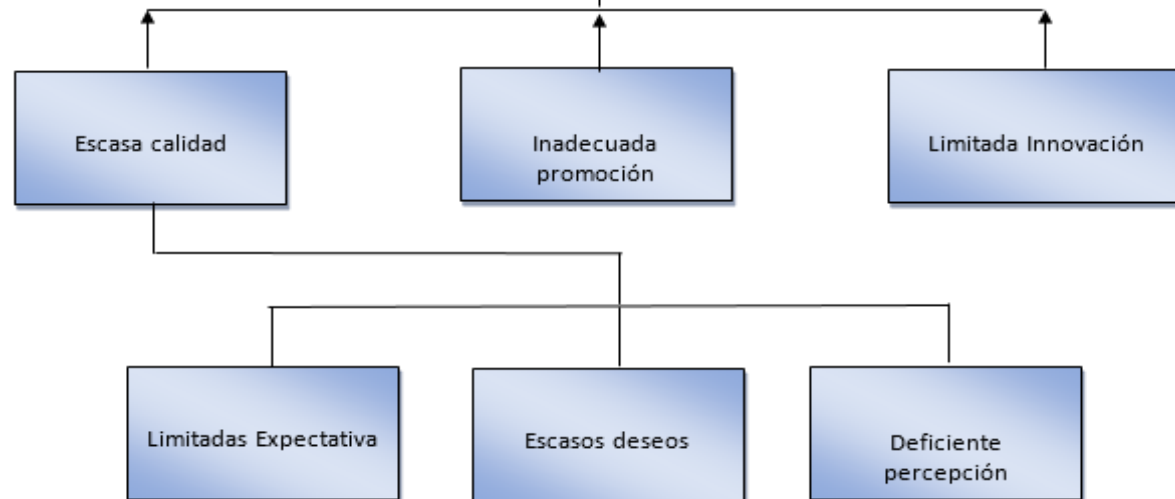 Escasa calidad
Inadecuada
promoción
Limitada Innovación
Limitadas Expectativa
Escasos deseos
Deficiente
percepción